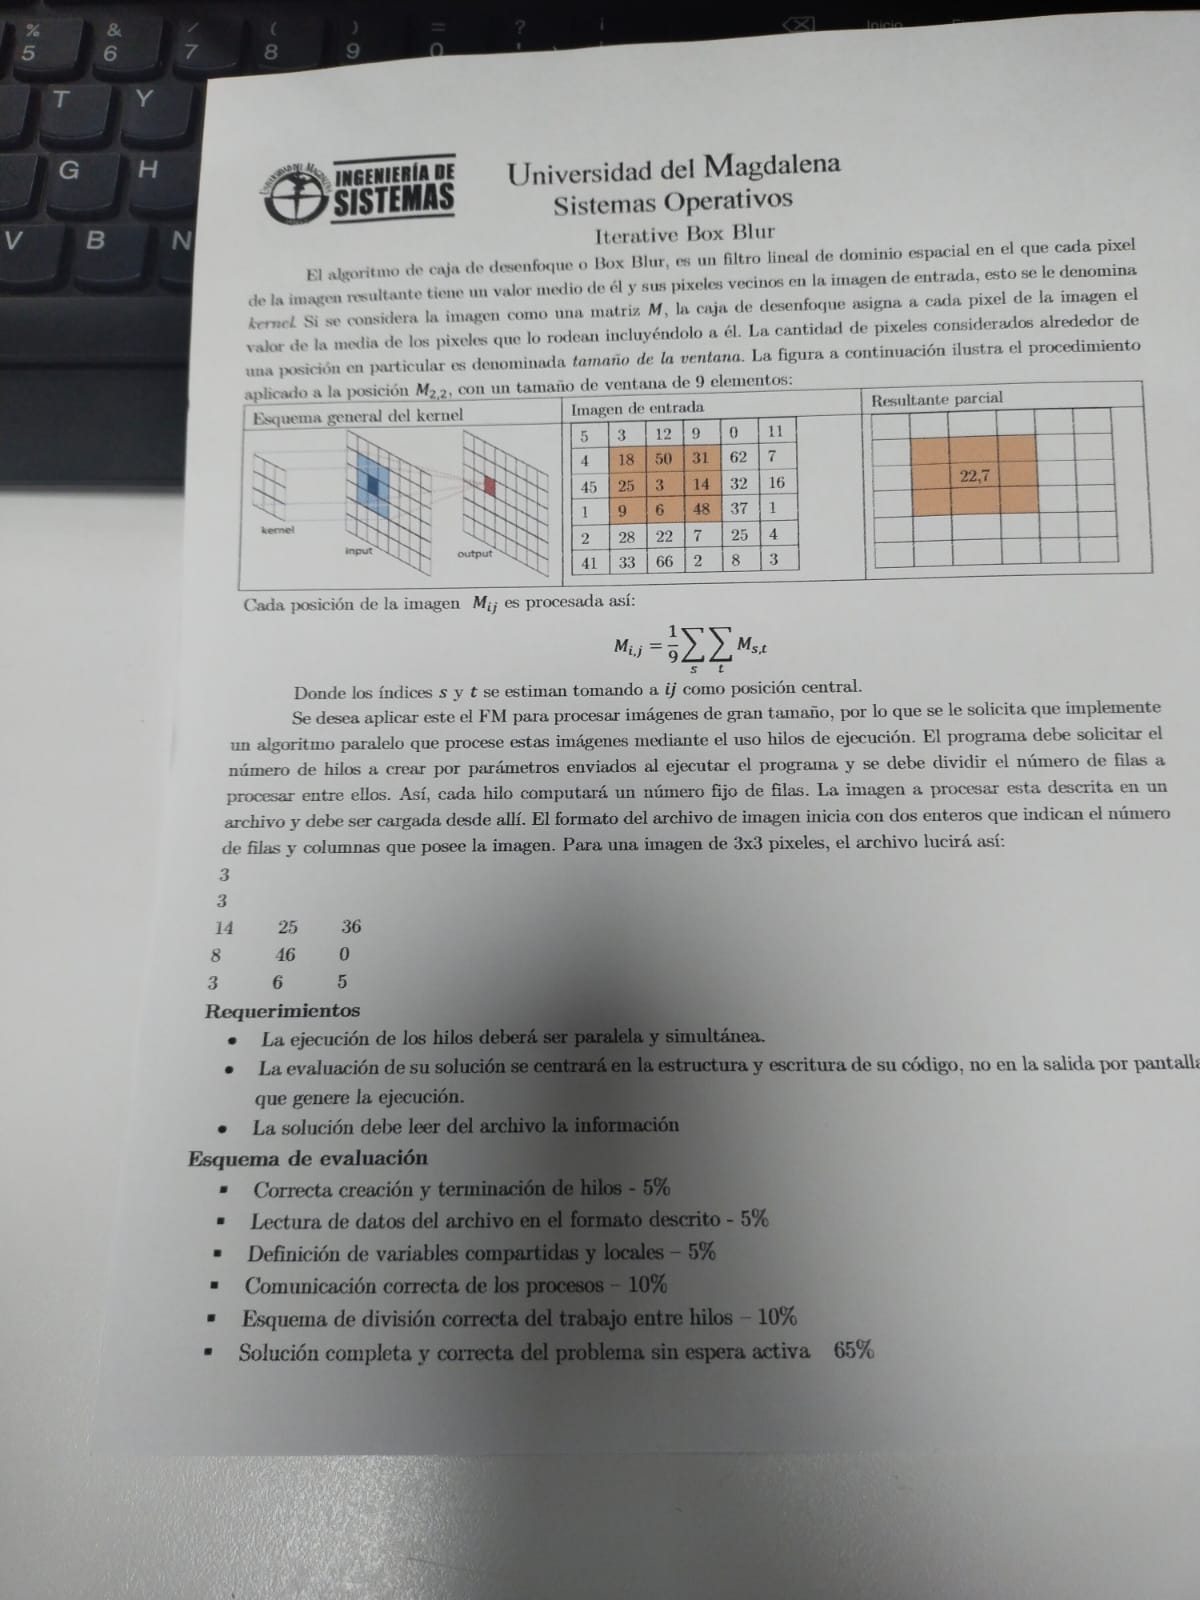 %
5
&
6
/
7
(
8
)
9
=
0
?
'
¡
Inicio
T
Y
G
H
V
B
N
UNIVERSIDAD DEL MAGDALENA
INGENIERÍA DE
SISTEMAS
Universidad del Magdalena
Sistemas Operativos
Iterative Box Blur
El algoritmo de caja de desenfoque o Box Blur, es un filtro lineal de dominio espacial en el que cada pixel
de la imagen resultante tiene un valor medio de él y sus pixeles vecinos en la imagen de entrada, esto se le denomina
kernel. Si se considera la imagen como una matriz M, la caja de desenfoque asigna a cada pixel de la imagen el
valor de la media de los pixeles que lo rodean incluyéndolo a él. La cantidad de pixeles considerados alrededor de
una posición en particular es denominada tamaño de la ventana. La figura a continuación ilustra el procedimiento
aplicado a la posición M2,2, con un tamaño de ventana de 9 elementos:
Esquema general del kernel
kernel
input
output
Imagen de entrada
5 3 12 9 0 11
4 18 50 31 62 7
45 25 3 14 32 16
1 9 6 48 37 1
2 28 22 7 25 4
41 33 66 2 8 3
Resultante parcial
22,7
Cada posición de la imagen Mij es procesada así:
Mi,j = 1/9 ∑s ∑t Ms,t
Donde los índices s y t se estiman tomando a ij como posición central.
Se desea aplicar este el FM para procesar imágenes de gran tamaño, por lo que se le solicita que implemente
un algoritmo paralelo que procese estas imágenes mediante el uso hilos de ejecución. El programa debe solicitar el
número de hilos a crear por parámetros enviados al ejecutar el programa y se debe dividir el número de filas a
procesar entre ellos. Así, cada hilo computará un número fijo de filas. La imagen a procesar esta descrita en un
archivo y debe ser cargada desde allí. El formato del archivo de imagen inicia con dos enteros que indican el número
de filas y columnas que posee la imagen. Para una imagen de 3x3 pixeles, el archivo lucirá así:
3
3
14 25 36
8 46 0
3 6 5
Requerimientos
• La ejecución de los hilos deberá ser paralela y simultánea.
• La evaluación de su solución se centrará en la estructura y escritura de su código, no en la salida por pantalla
que genere la ejecución.
• La solución debe leer del archivo la información
Esquema de evaluación
▪ Correcta creación y terminación de hilos - 5%
▪ Lectura de datos del archivo en el formato descrito - 5%
▪ Definición de variables compartidas y locales – 5%
▪ Comunicación correcta de los procesos – 10%
▪ Esquema de división correcta del trabajo entre hilos – 10%
▪ Solución completa y correcta del problema sin espera activa 65%